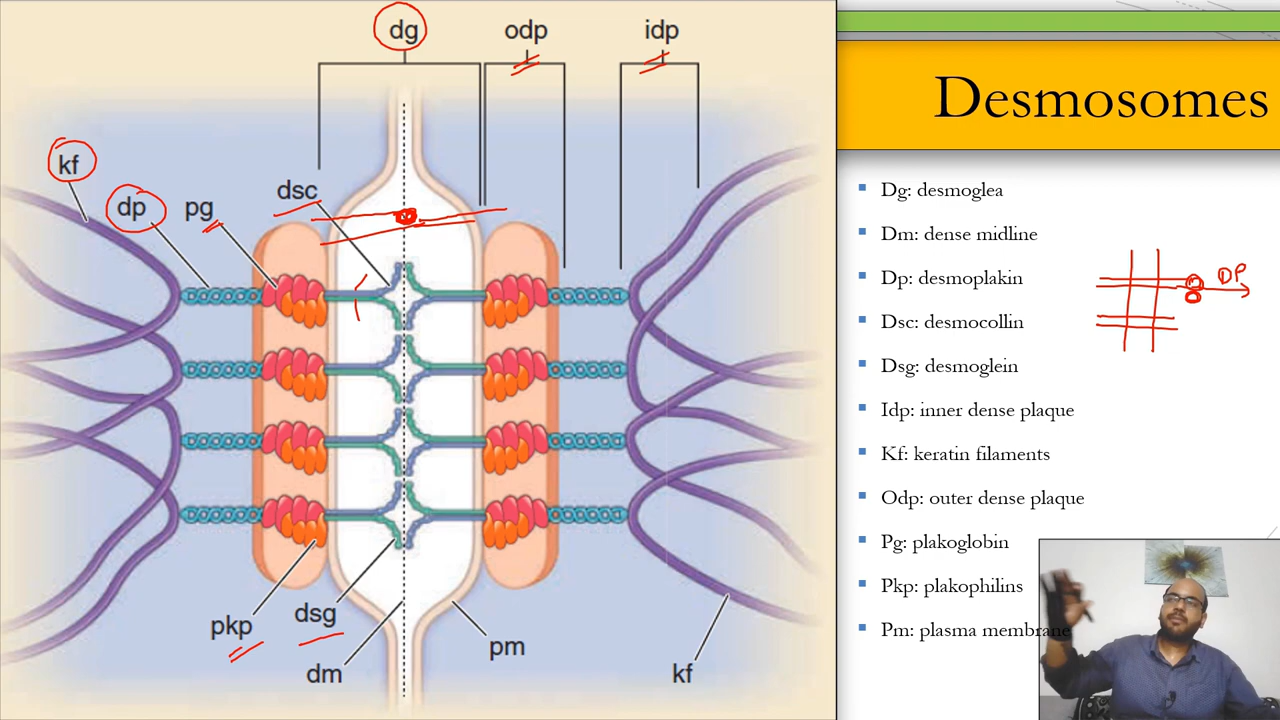 dg
odp
idp
kf
dp
pg
dsc
pkp
dsg
dm
pm
kf
Desmosomes
Dg: desmoglea
Dm: dense midline
Dp: desmoplakin
Dsc: desmocollin
Dsg: desmoglein
Idp: inner dense plaque
Kf: keratin filaments
Odp: outer dense plaque
Pg: plakoglobin
Pkp: plakophilins
Pm: plasma membrane
DP